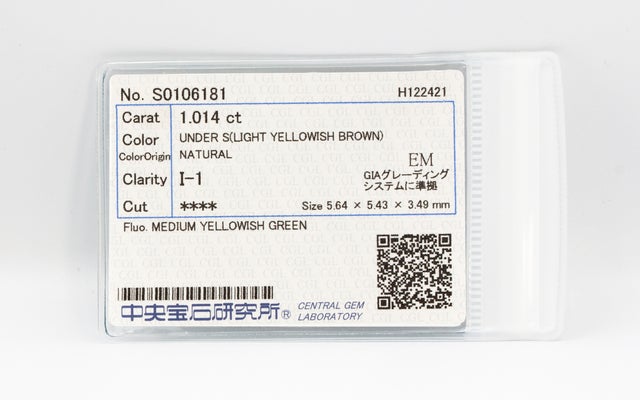 No. S0106181 H122421
Carat 1.014 ct
Color UNDER S(LIGHT YELLOWISH BROWN)
ColorOrigin NATURAL
Clarity I-1
EM
GIAグレーディング
システムに準拠
Cut **** Size 5.64 × 5.43 × 3.49 mm
Fluo. MEDIUM YELLOWISH GREEN
中央宝石研究所® CENTRAL GEM
LABORATORY